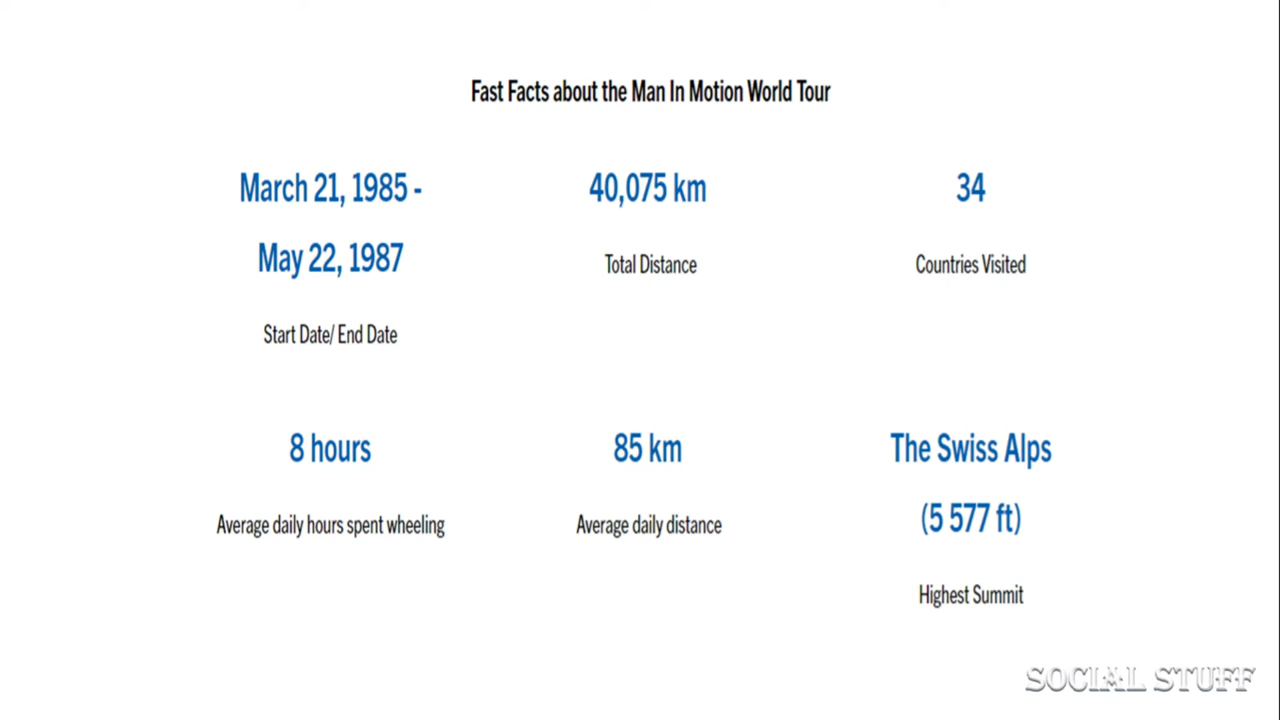 Fast Facts about the Man In Motion World Tour
March 21, 1985 -
May 22, 1987
Start Date/ End Date
40,075 km
Total Distance
34
Countries Visited
8 hours
Average daily hours spent wheeling
85 km
Average daily distance
The Swiss Alps
(5 577 ft)
Highest Summit
SOCIAL STUFF